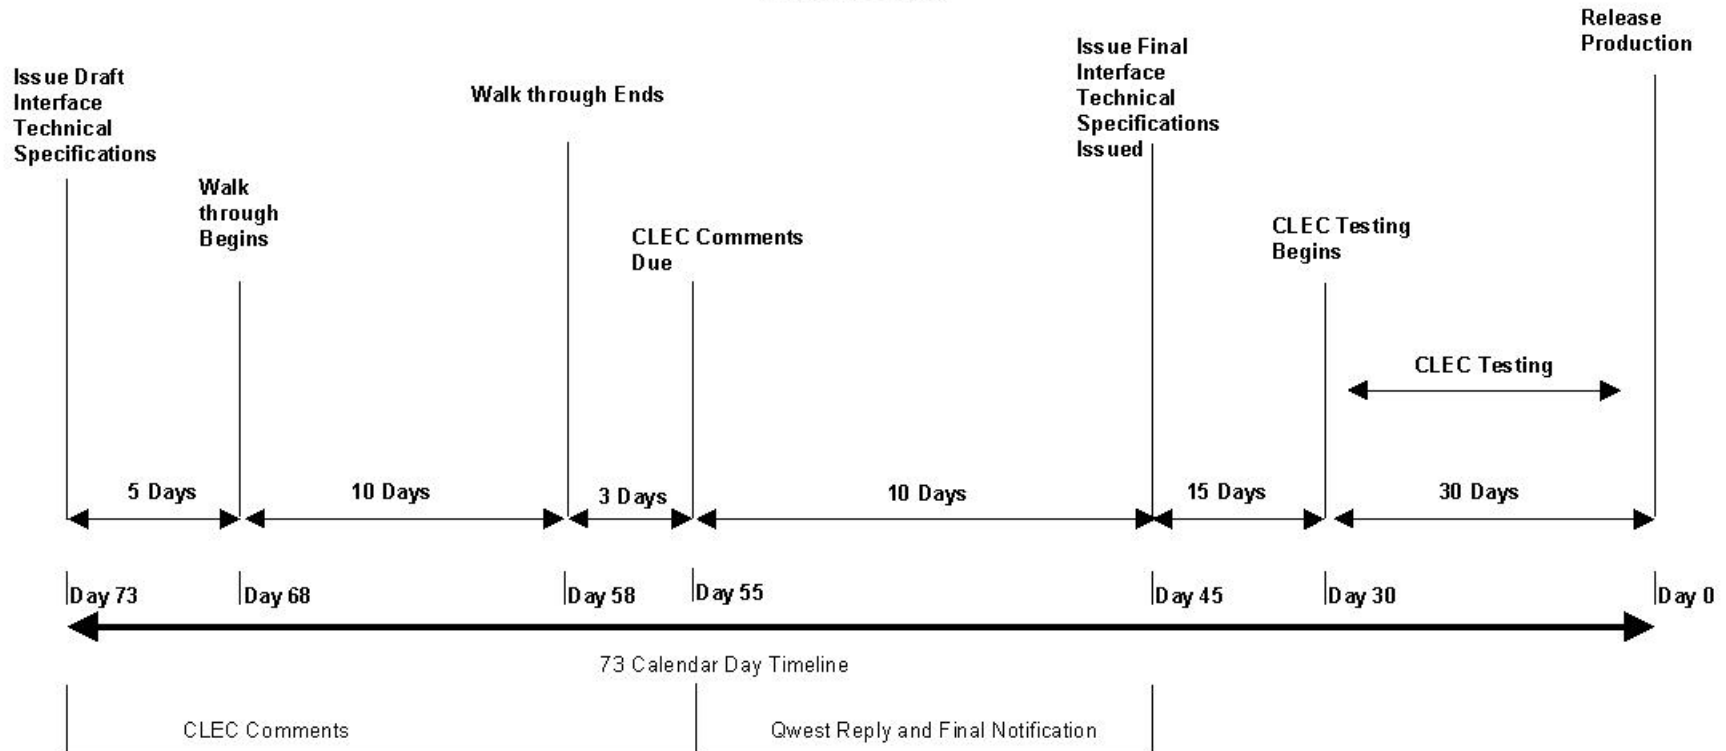 Release
Production
Issue Final
Interface
Technical
Specifications
Issued
Issue Draft
Interface
Technical
Specifications
Walk through Ends
Walk
through
Begins
CLEC Comments
Due
CLEC Testing
Begins
CLEC Testing
5 Days
10 Days
3 Days
10 Days
15 Days
30 Days
Day 73
Day 68
Day 58
Day 55
Day 45
Day 30
Day 0
73 Calendar Day Timeline
CLEC Comments
Qwest Reply and Final Notification